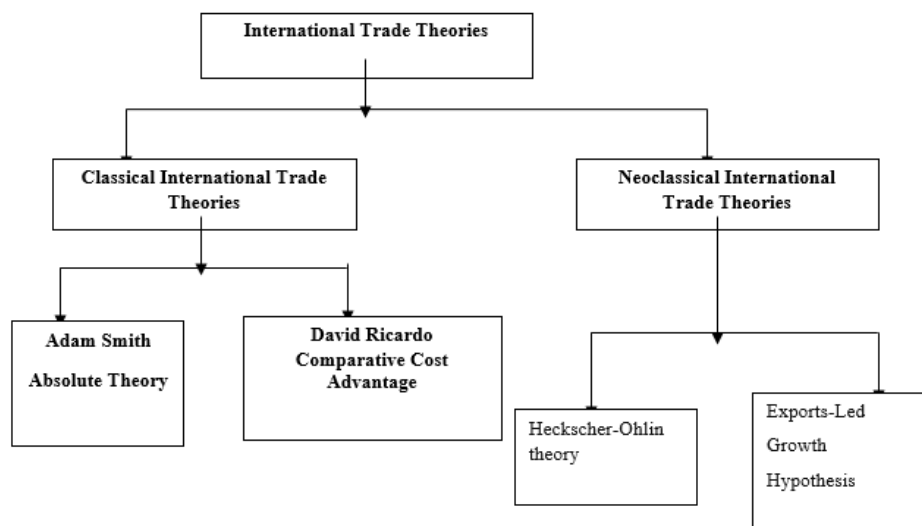 International Trade Theories
Classical International Trade
Theories
Neoclassical International
Trade Theories
Adam Smith
Absolute Theory
David Ricardo
Comparative Cost
Advantage
Heckscher-Ohlin
theory
Exports-Led
Growth
Hypothesis